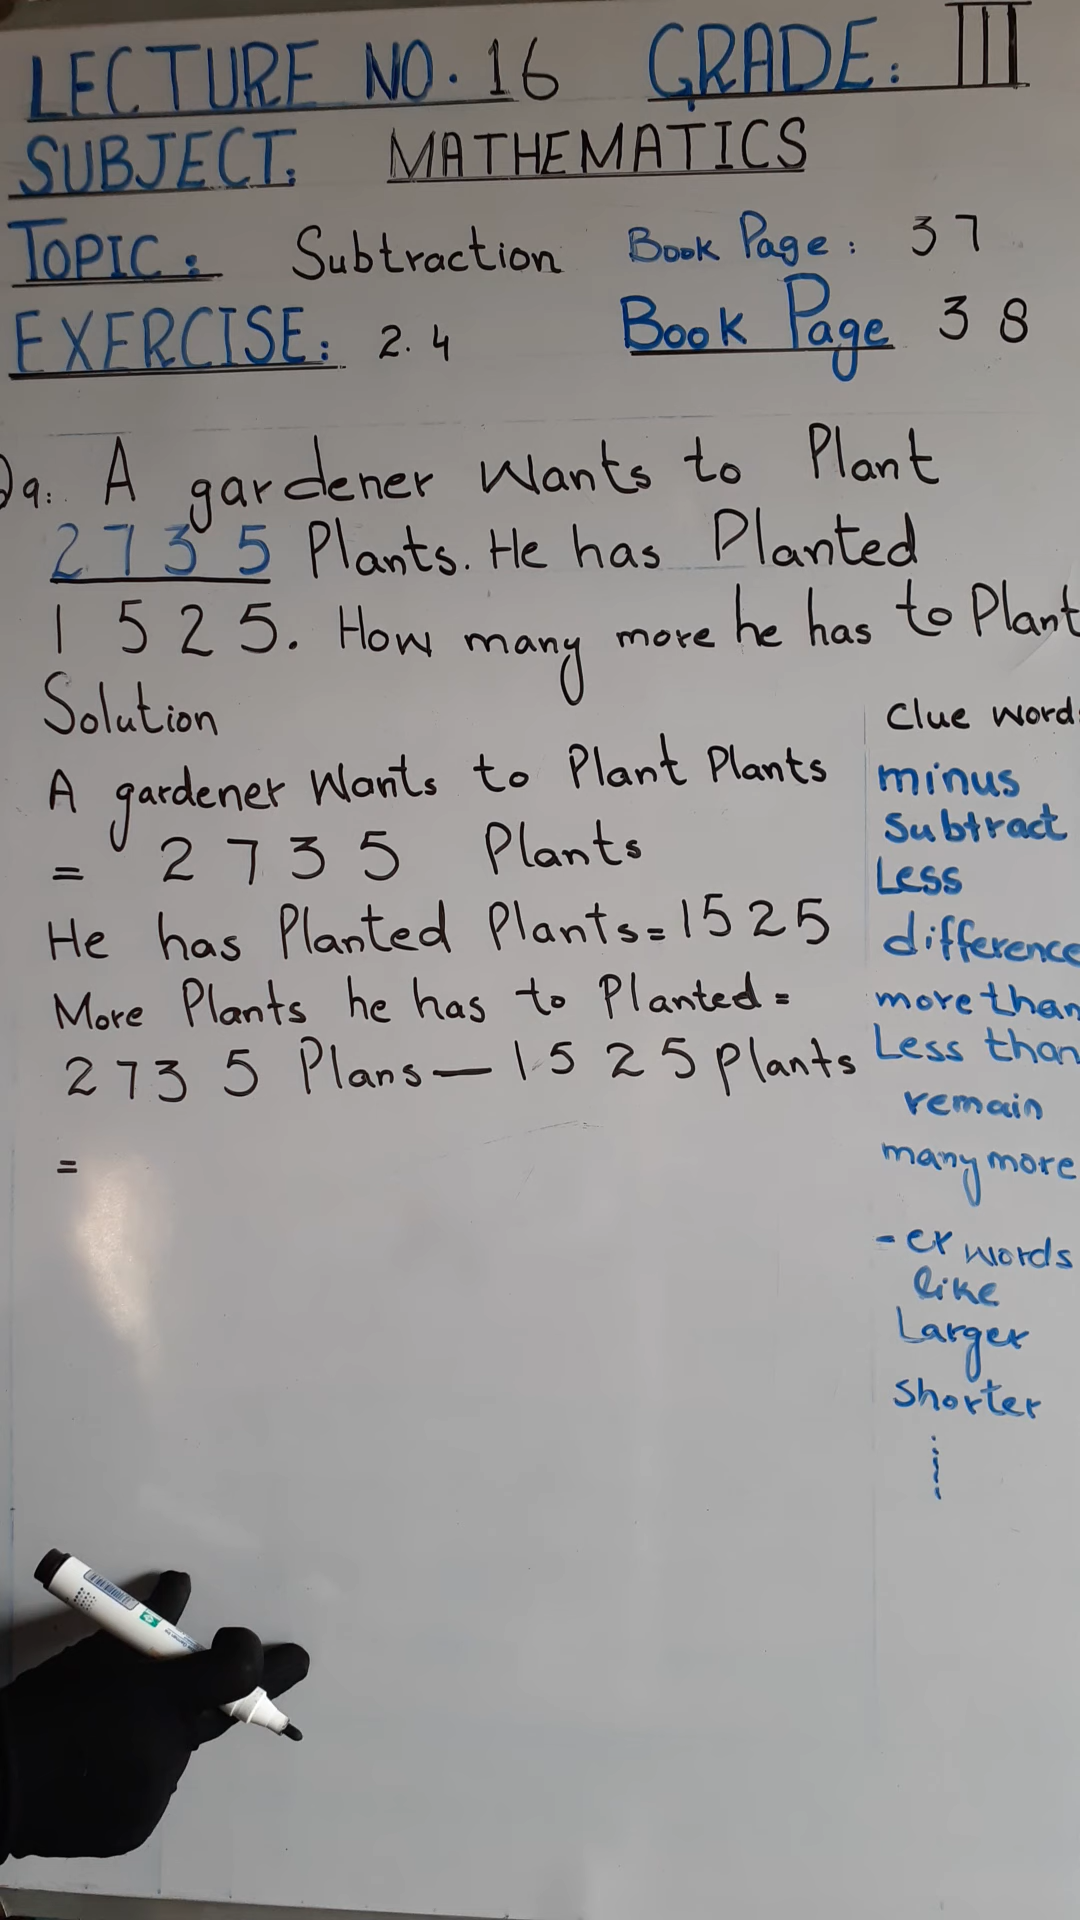 LECTURE NO. 16 GRADE: III
SUBJECT: MATHEMATICS
TOPIC: Subtraction Book Page: 37
EXERCISE: 2.4 Book Page 38
Q9: A gardener Wants to Plant
2735 Plants. He has Planted
1525. How many more he has to Plant
Solution
A gardener Wants to Plant Plants
= 2735 Plants
He has Planted Plants = 1525
More Plants he has to Planted =
2735 Plans — 1525 plants
=
Clue word
minus
Subtract
Less
difference
more than
Less than
remain
many more
- er words
like
Larger
Shorter